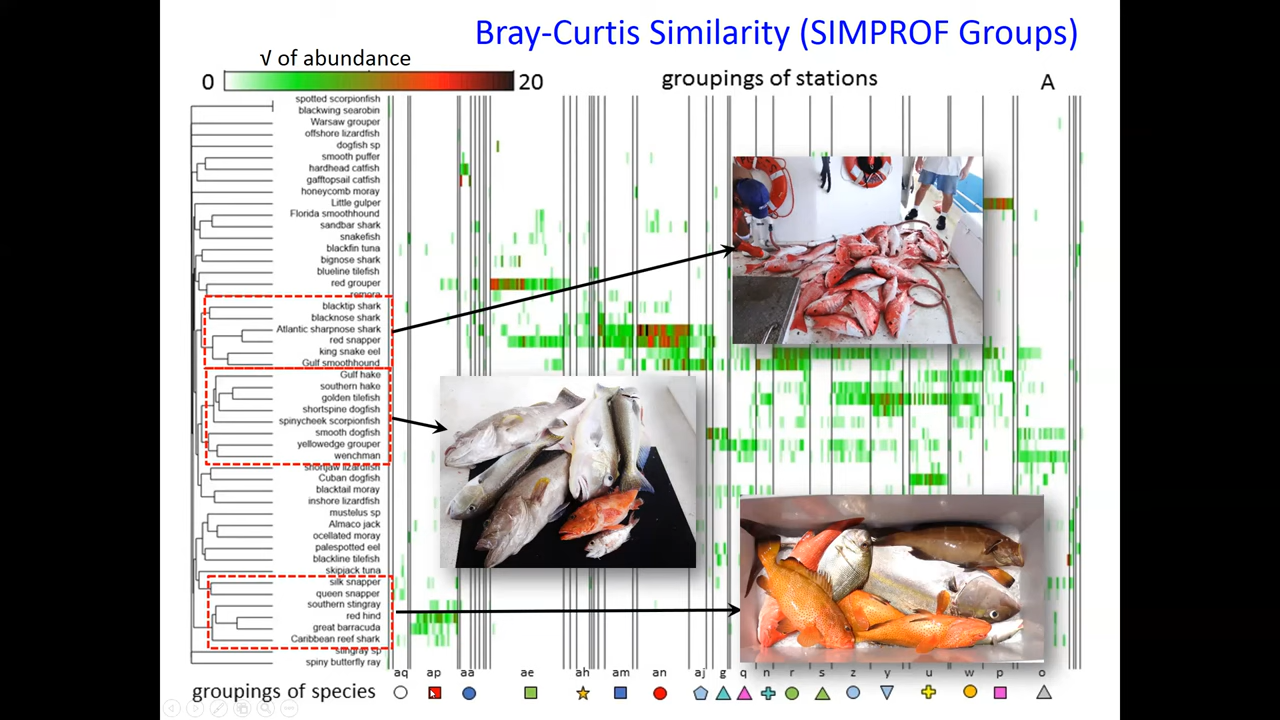 Bray-Curtis Similarity (SIMPROF Groups)
√ of abundance
0
20
groupings of stations
A
spotted scorpionfish
blackwing searobin
Warsaw grouper
offshore lizardfish
dogfish sp
smooth puffer
hardhead catfish
gafftopsail catfish
honeycomb moray
Little gulper
Florida smoothhound
sandbar shark
snakefish
blackfin tuna
bignose shark
blueline tilefish
red grouper
remora
blacktip shark
blacknose shark
Atlantic sharpnose shark
red snapper
king snake eel
Gulf smoothhound
Gulf hake
southern hake
golden tilefish
shortspine dogfish
spinycheek scorpionfish
smooth dogfish
yellowedge grouper
wenchman
shortjaw lizardfish
Cuban dogfish
blacktail moray
inshore lizardfish
mustelus sp
Almaco jack
ocellated moray
palespotted eel
blackline tilefish
skipjack tuna
silk snapper
queen snapper
southern stingray
red hind
great barracuda
Caribbean reef shark
stingray sp
spiny butterfly ray
aq ap aa ae ah am an aj g q n r s z y u w p o
groupings of species